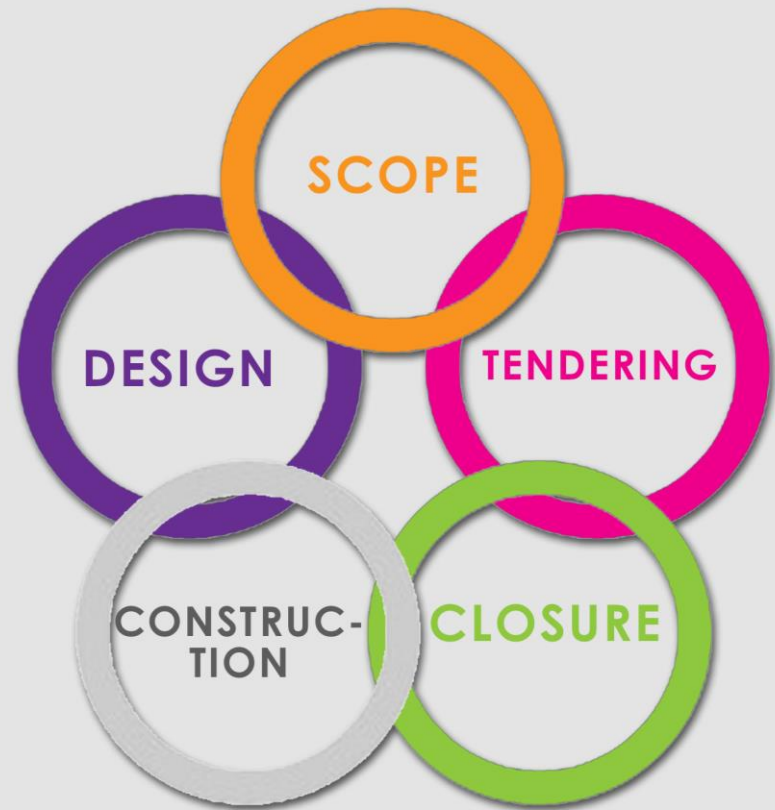 SCOPE
DESIGN
TENDERING
CONSTRUC-
TION
CLOSURE